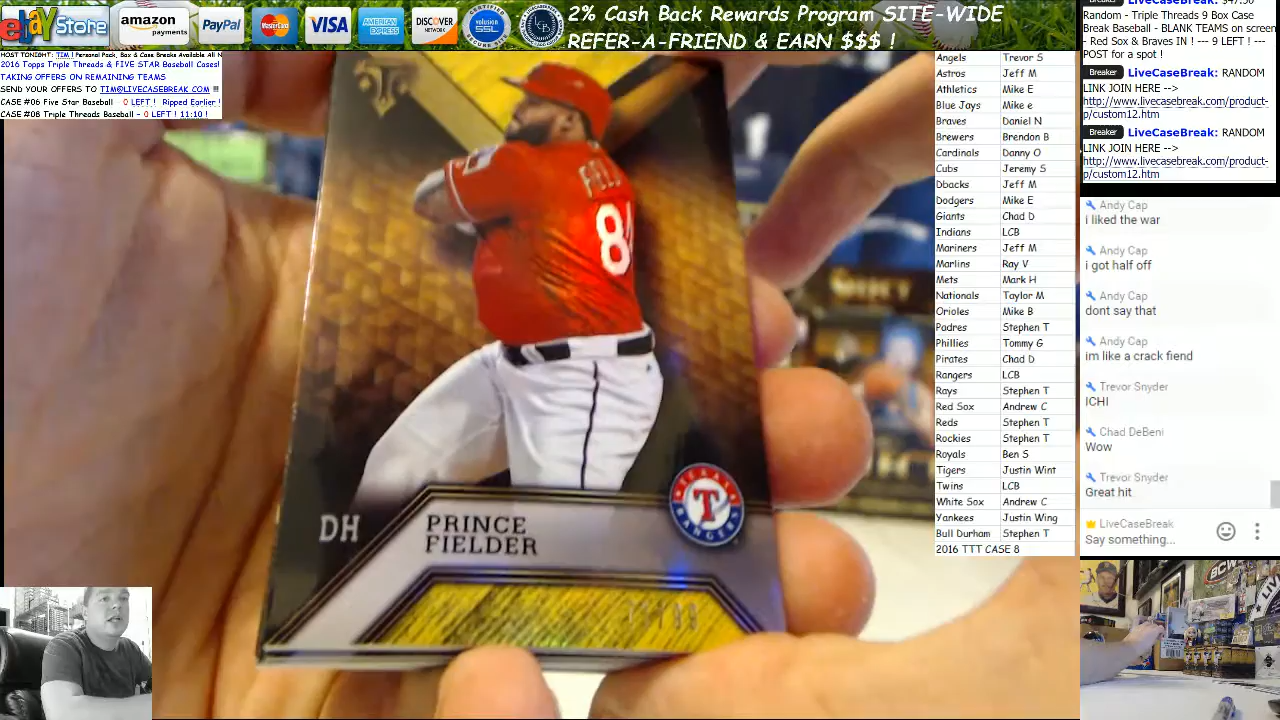 ebay Store
amazon
payments
PayPal
MasterCard
VISA
AMERICAN
EXPRESS
DISCOVER
NETWORK
CERTIFIED
volusion
SSL
LCB
2% Cash Back Rewards Program SITE-WIDE
REFER-A-FRIEND & EARN $$$ !
2016 Topps Triple Threads & FIVE STAR Baseball Cases!
TAKING OFFERS ON REMAINING TEAMS
SEND YOUR OFFERS TO TIM@LIVECASEBREAK.COM !!!
CASE #06 Five Star Baseball - 0 LEFT ! Ripped Earlier !
CASE #08 Triple Threads Baseball - 0 LEFT ! 11:10 !
FIEL
84
DH
PRINCE
FIELDER
TEXAS
T
RANGERS
Angels Trevor S
Astros Jeff M
Athletics Mike E
Blue Jays Mike e
Braves Daniel N
Brewers Brendon B
Cardinals Danny O
Cubs Jeremy S
Dbacks Jeff M
Dodgers Mike E
Giants Chad D
Indians LCB
Mariners Jeff M
Marlins Ray V
Mets Mark H
Nationals Taylor M
Orioles Mike B
Padres Stephen T
Phillies Tommy G
Pirates Chad D
Rangers LCB
Rays Stephen T
Red Sox Andrew C
Reds Stephen T
Rockies Stephen T
Royals Ben S
Tigers Justin Wint
Twins LCB
White Sox Andrew C
Yankees Justin Wing
Bull Durham Stephen T
2016 TTT CASE 8
Random - Triple Threads 9 Box Case
Break Baseball - BLANK TEAMS on screen
- Red Sox & Braves IN ! --- 9 LEFT ! ---
POST for a spot !
Breaker LiveCaseBreak: RANDOM
LINK JOIN HERE -->
http://www.livecasebreak.com/product-
p/custom12.htm
Breaker LiveCaseBreak: RANDOM
LINK JOIN HERE -->
http://www.livecasebreak.com/product-
p/custom12.htm
Andy Cap
i liked the war
Andy Cap
i got half off
Andy Cap
dont say that
Andy Cap
im like a crack fiend
Trevor Snyder
ICHI
Chad DeBeni
Wow
Trevor Snyder
Great hit
LiveCaseBreak
Say something...
BCW